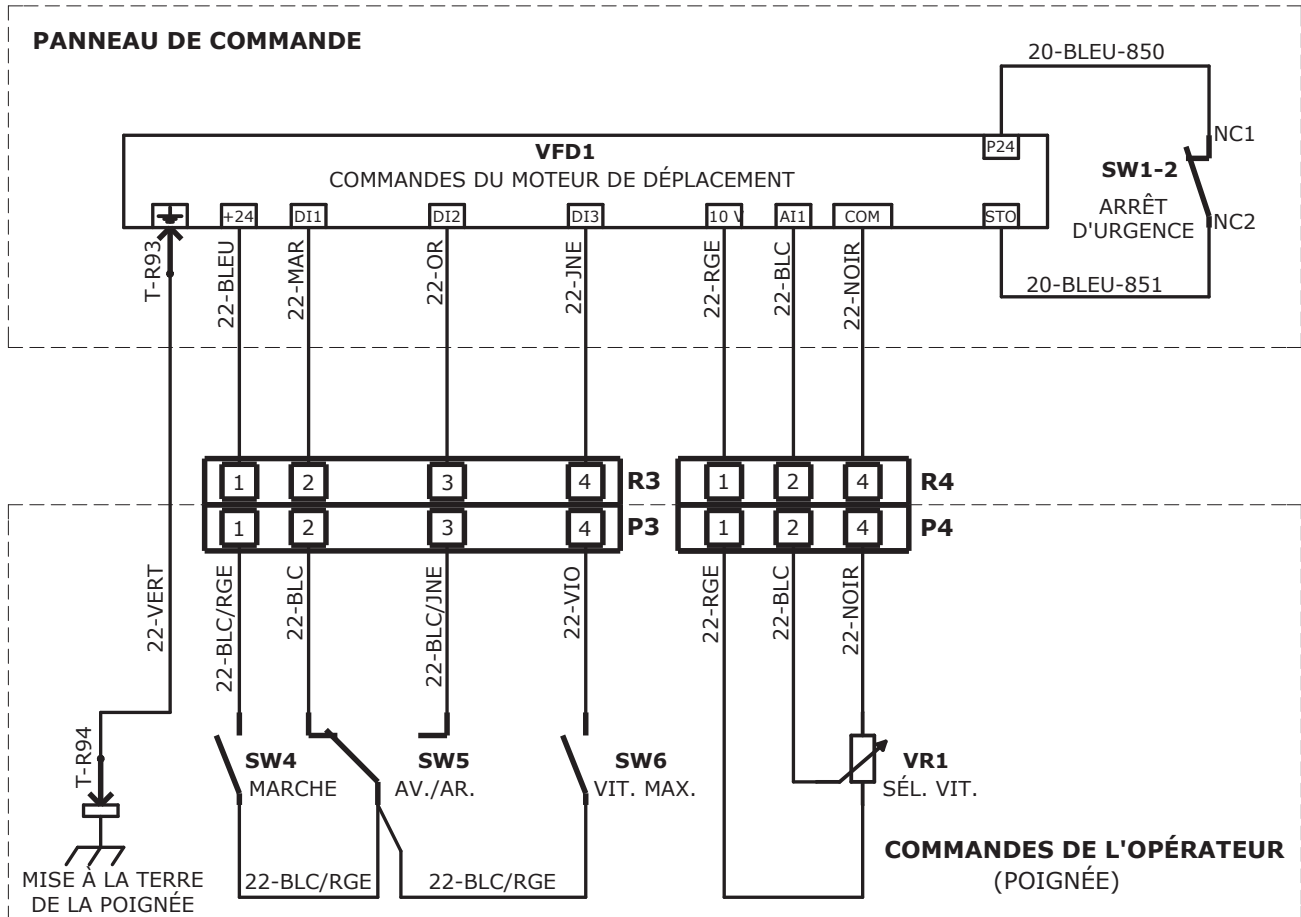 PANNEAU DE COMMANDE
20-BLEU-850
NC1
P24
VFD1
COMMANDES DU MOTEUR DE DÉPLACEMENT
SW1-2
ARRÊT
D'URGENCE
NC2
+24
DI1
DI2
DI3
10 V
AI1
COM
STO
20-BLEU-851
T-R93
22-BLEU
22-MAR
22-OR
22-JNE
22-RGE
22-BLC
22-NOIR
1
2
3
4
R3
1
2
4
R4
1
2
3
4
P3
1
2
4
P4
22-VERT
22-BLC/RGE
22-BLC
22-BLC/JNE
22-VIO
22-RGE
22-BLC
22-NOIR
T-R94
SW4
MARCHE
SW5
AV./AR.
SW6
VIT. MAX.
VR1
SÉL. VIT.
COMMANDES DE L'OPÉRATEUR
(POIGNÉE)
MISE À LA TERRE
DE LA POIGNÉE
22-BLC/RGE
22-BLC/RGE